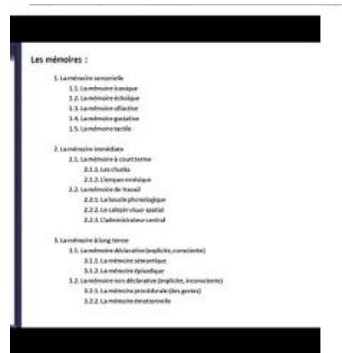 Les mémoires :
1. La mémoire sensorielle
1.1. La mémoire iconique
1.2. La mémoire échoïque
1.3. La mémoire olfactive
1.4. La mémoire gustative
1.5. La mémoire tactile
2. La mémoire immédiate
2.1. La mémoire à court terme
2.1.1. Les chunks
2.1.2. L'empan mnésique
2.2. La mémoire de travail
2.2.1. La boucle phonologique
2.2.2. Le calepin visuo-spatial
2.2.3. L'administrateur central
3. La mémoire à long terme
3.1. La mémoire déclarative (explicite, consciente)
3.1.1. La mémoire sémantique
3.1.2. La mémoire épisodique
3.2. La mémoire non déclarative (implicite, inconsciente)
3.2.1. La mémoire procédurale (des gestes)
3.2.2. La mémoire émotionnelle